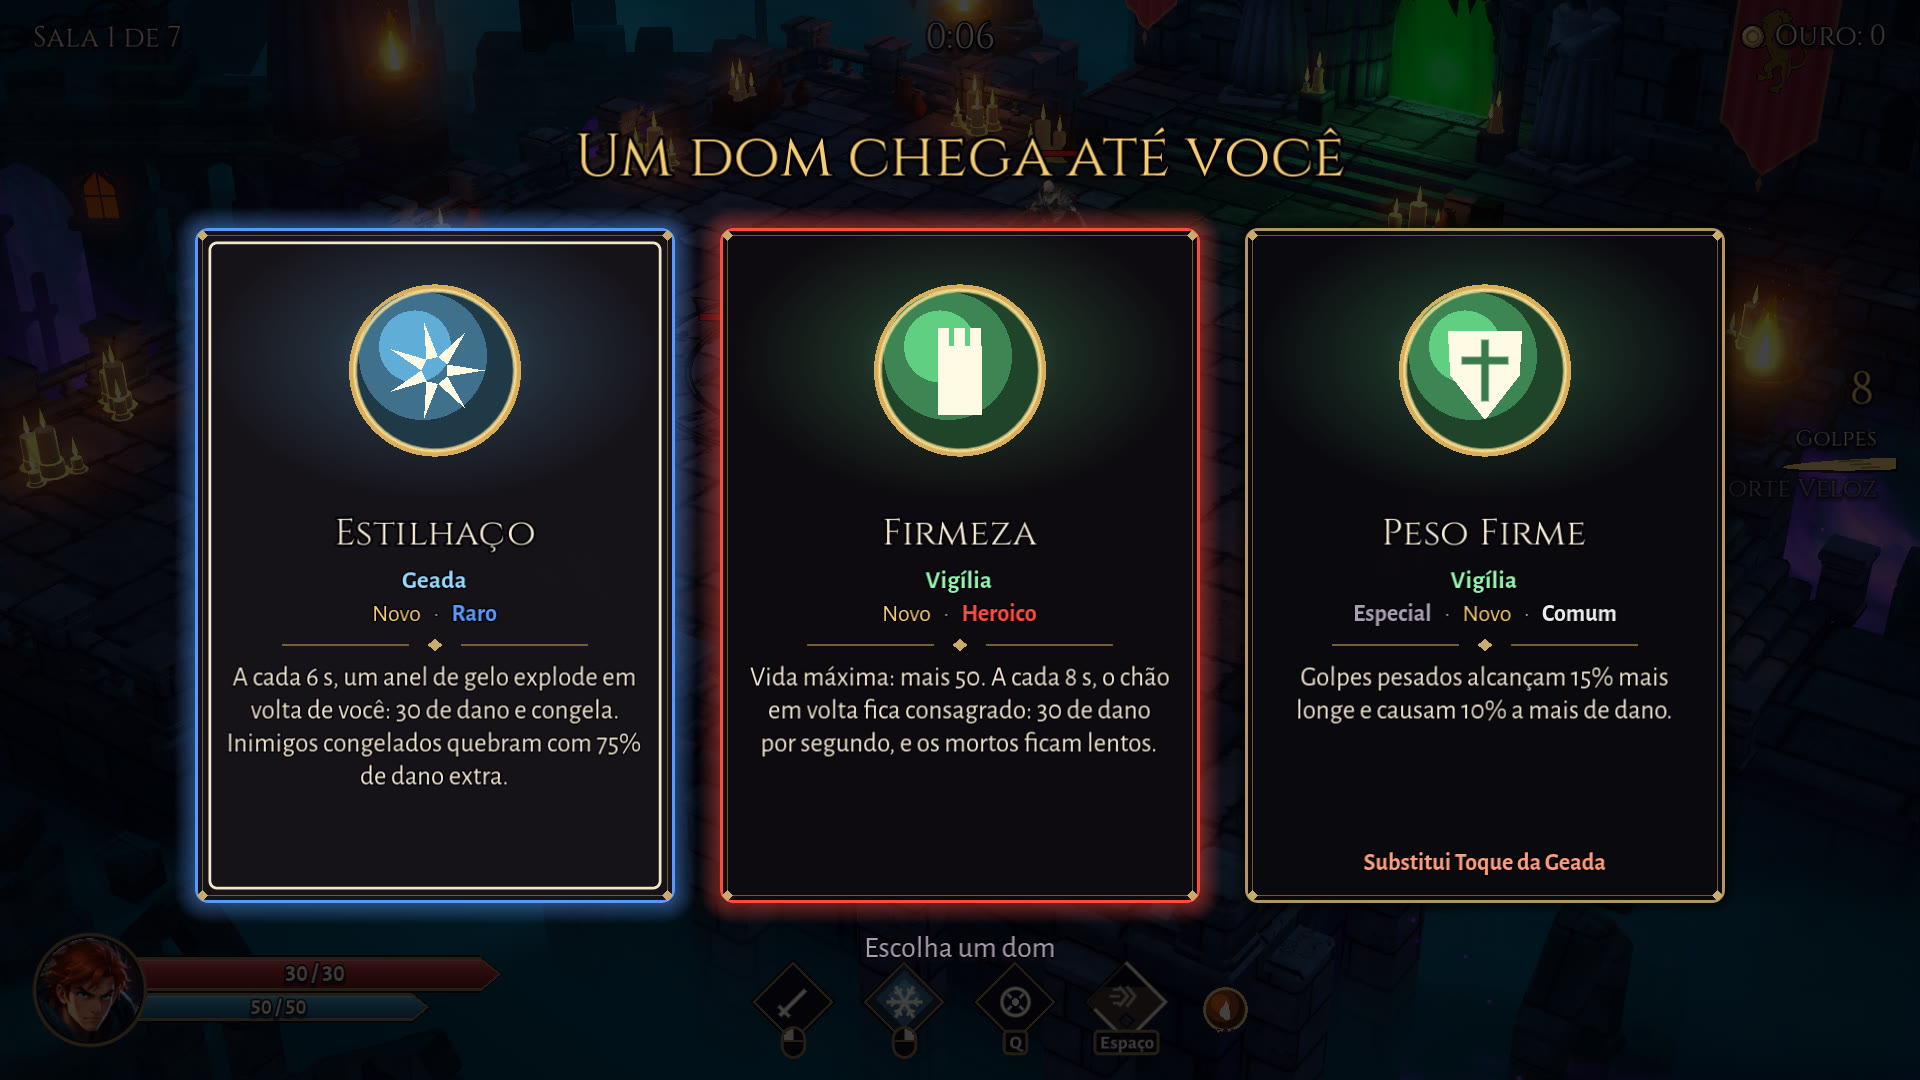 Sala 1 de 7
0:06
Ouro: 0
Um dom chega até você
Estilhaço
Geada
Novo · Raro
A cada 6 s, um anel de gelo explode em
volta de você: 30 de dano e congela.
Inimigos congelados quebram com 75%
de dano extra.
Firmeza
Vigília
Novo · Heroico
Vida máxima: mais 50. A cada 8 s, o chão
em volta fica consagrado: 30 de dano
por segundo, e os mortos ficam lentos.
Peso Firme
Vigília
Especial · Novo · Comum
Golpes pesados alcançam 15% mais
longe e causam 10% a mais de dano.
Substitui Toque da Geada
8
Golpes
orte Veloz
Escolha um dom
30/30
50/50
Q
Espaço